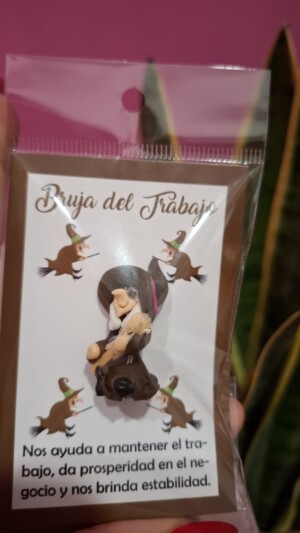 Bruja del Trabajo
Nos ayuda a mantener el tra-
bajo, da prosperidad en el ne-
gocio y nos brinda estabilidad.